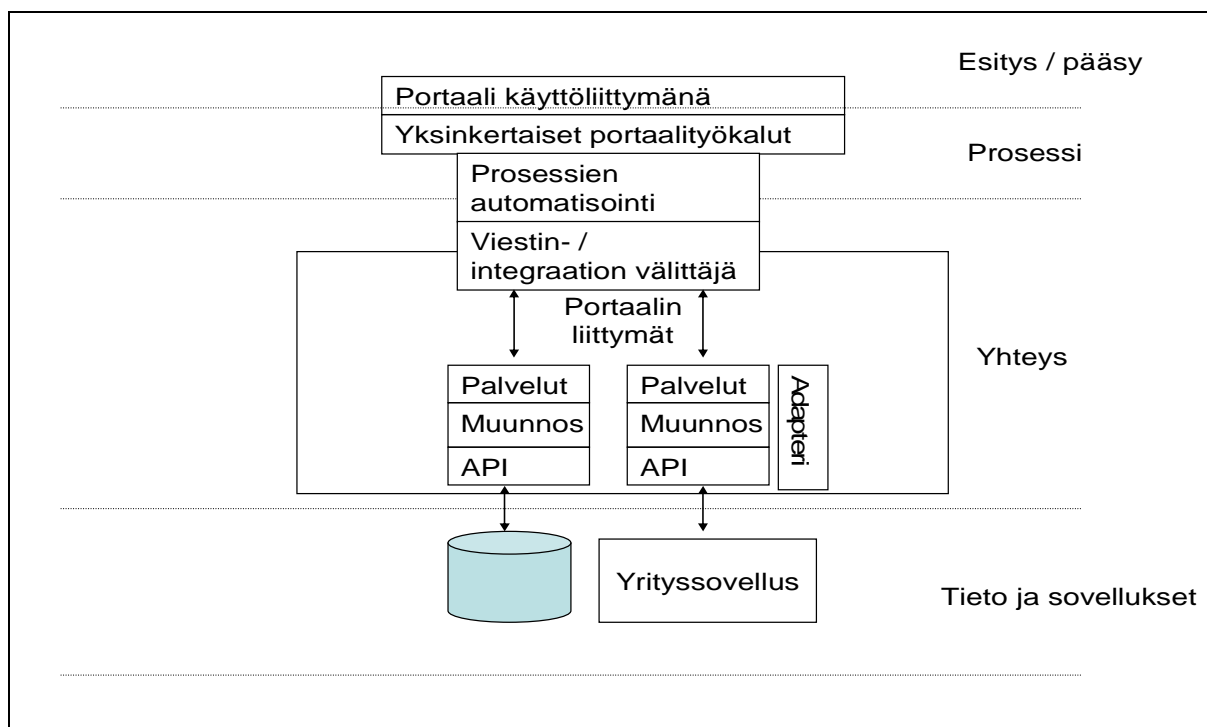 Esitys / pääsy
Portaali käyttöliittymänä
Yksinkertaiset portaalityökalut
Prosessi
Prosessien
automatisointi
Viestin- /
integraation välittäjä
Portaalin
liittymät
Yhteys
Palvelut
Muunnos
API
Palvelut
Muunnos
API
Adapteri
Yrityssovellus
Tieto ja sovellukset